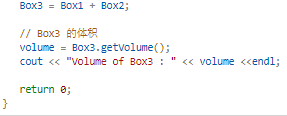 Box3 = Box1 + Box2;
// Box3 的体积
volume = Box3.getVolume();
cout << "Volume of Box3 : " << volume <<endl;
return 0;
}